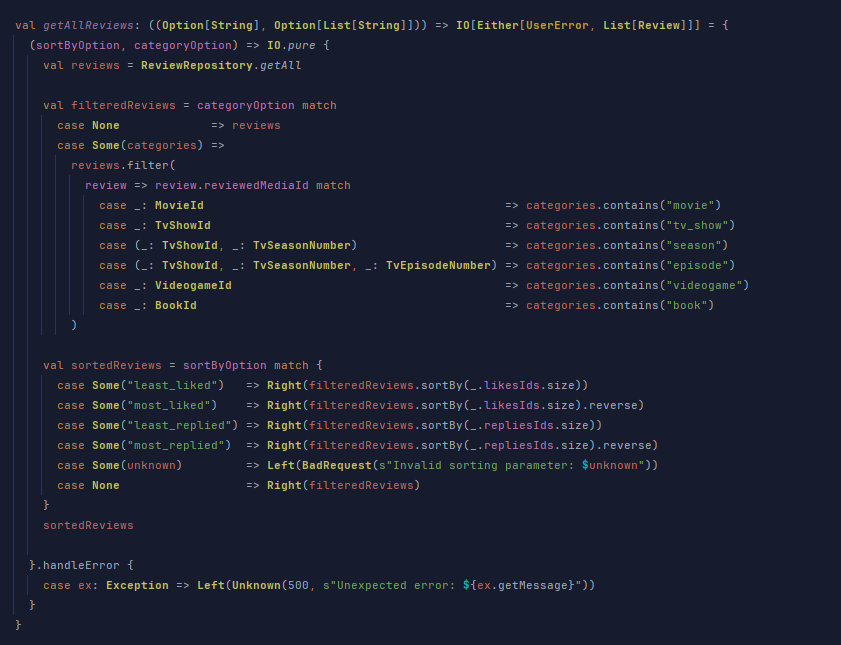 val getAllReviews: ((Option[String], Option[List[String]])) => IO[Either[UserError, List[Review]]] = {
  (sortByOption, categoryOption) => IO.pure {
    val reviews = ReviewRepository.getAll

    val filteredReviews = categoryOption match
      case None             => reviews
      case Some(categories) =>
        reviews.filter(
          review => review.reviewedMediaId match
            case _: MovieId                                           => categories.contains("movie")
            case _: TvShowId                                          => categories.contains("tv_show")
            case (_: TvShowId, _: TvSeasonNumber)                     => categories.contains("season")
            case (_: TvShowId, _: TvSeasonNumber, _: TvEpisodeNumber) => categories.contains("episode")
            case _: VideogameId                                       => categories.contains("videogame")
            case _: BookId                                            => categories.contains("book")
        )

    val sortedReviews = sortByOption match {
      case Some("least_liked")   => Right(filteredReviews.sortBy(_.likesIds.size))
      case Some("most_liked")    => Right(filteredReviews.sortBy(_.likesIds.size).reverse)
      case Some("least_replied") => Right(filteredReviews.sortBy(_.repliesIds.size))
      case Some("most_replied")  => Right(filteredReviews.sortBy(_.repliesIds.size).reverse)
      case Some(unknown)         => Left(BadRequest(s"Invalid sorting parameter: $unknown"))
      case None                  => Right(filteredReviews)
    }
    sortedReviews

  }.handleError {
    case ex: Exception => Left(Unknown(500, s"Unexpected error: ${ex.getMessage}"))
  }
}